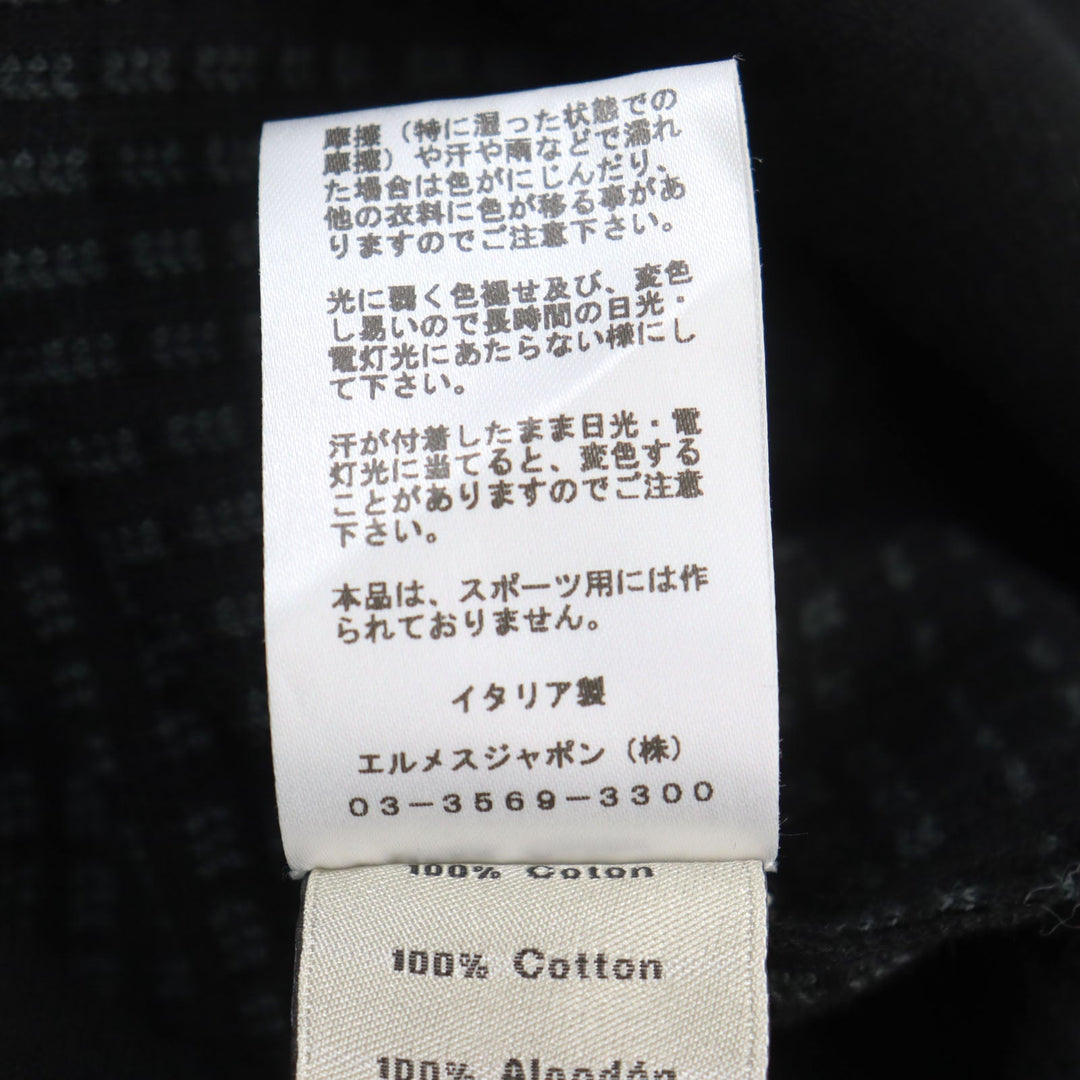 摩擦（特に湿った状態での
摩擦）や汗や雨などで濡れ
た場合は色がにじんだり、
他の衣料に色が移る事があ
りますのでご注意下さい。
光に弱く色褪せ及び、変色
し易いので長時間の日光・
電灯光にあたらない様にし
て下さい。
汗が付着したまま日光・電
灯光に当てると、変色する
ことがありますのでご注意
下さい。
本品は、スポーツ用には作
られておりません。
イタリア製
エルメスジャポン（株）
03-3569-3300
100% Coton
100% Cotton
100% Algodón